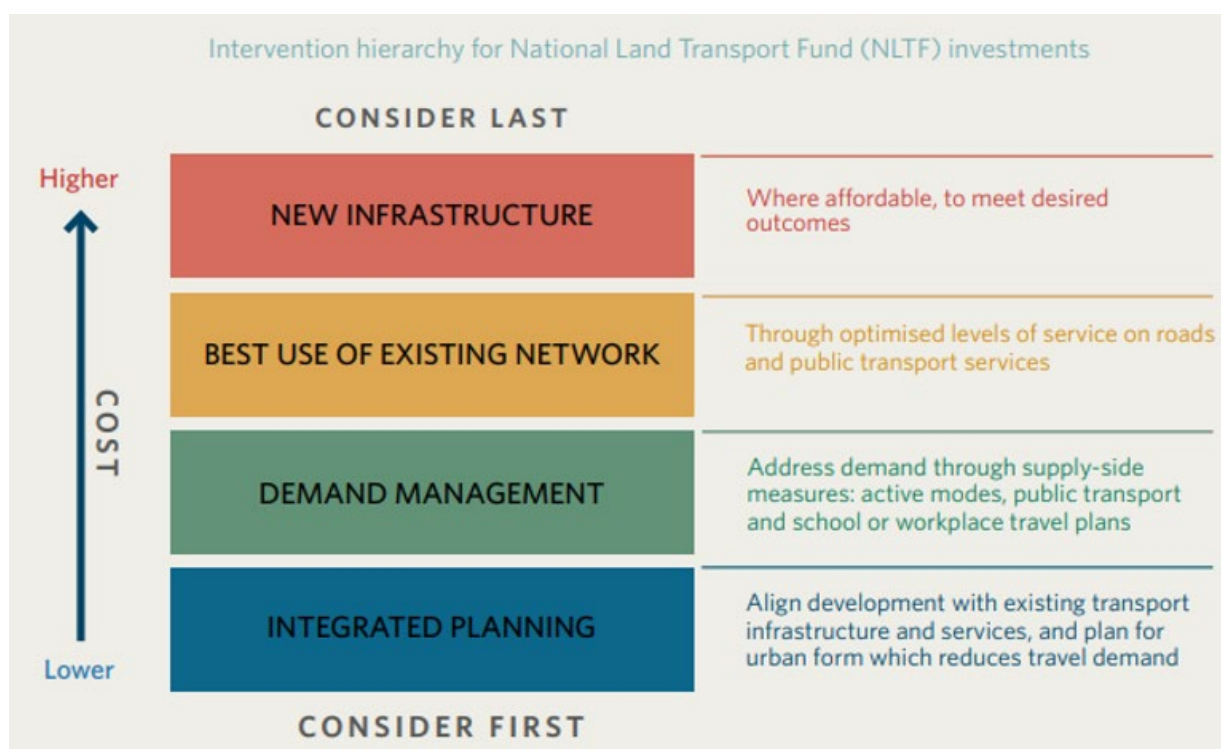 Intervention hierarchy for National Land Transport Fund (NLTF) investments
CONSIDER LAST
Higher
NEW INFRASTRUCTURE
Where affordable, to meet desired
outcomes
BEST USE OF EXISTING NETWORK
Through optimised levels of service on roads
and public transport services
COST
DEMAND MANAGEMENT
Address demand through supply-side
measures: active modes, public transport
and school or workplace travel plans
INTEGRATED PLANNING
Align development with existing transport
infrastructure and services, and plan for
urban form which reduces travel demand
Lower
CONSIDER FIRST